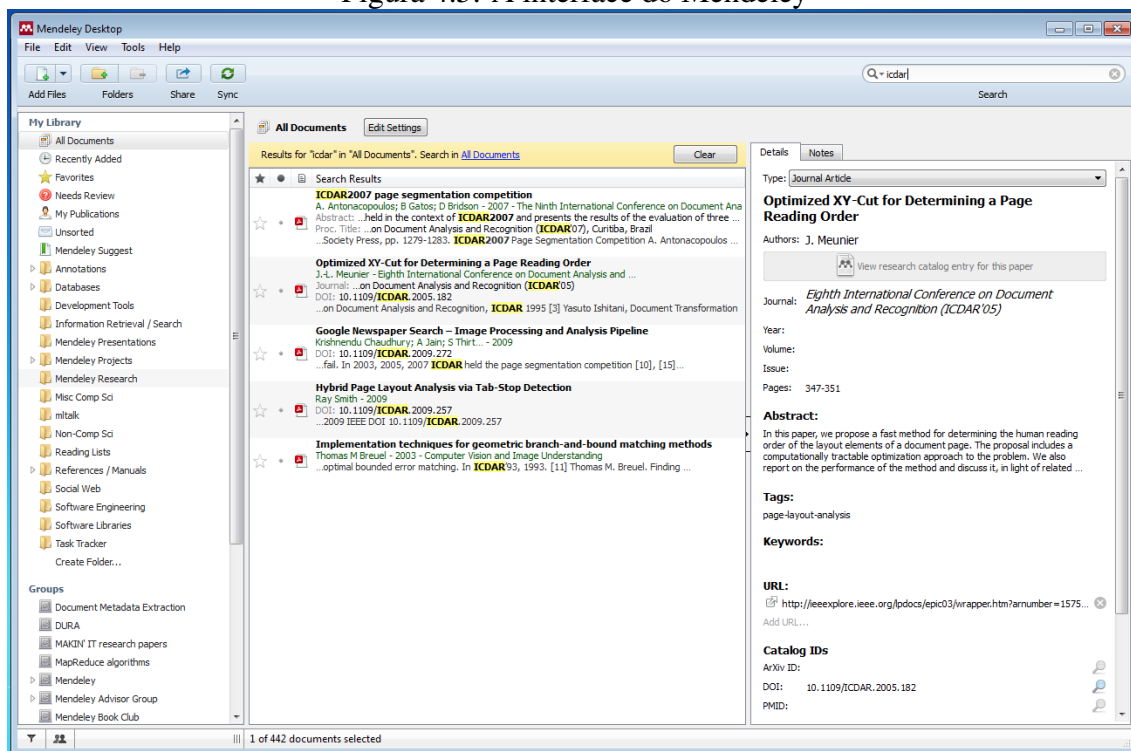 Figura 4.3: A interface do Mendeley
Mendeley Desktop
File Edit View Tools Help
Add Files Folders Share Sync
icdar
Search
My Library
All Documents
Recently Added
Favorites
Needs Review
My Publications
Unsorted
Mendeley Suggest
Annotations
Databases
Development Tools
Information Retrieval / Search
Mendeley Presentations
Mendeley Projects
Mendeley Research
Misc Comp Sci
mltalk
Non-Comp Sci
Reading Lists
References / Manuals
Social Web
Software Engineering
Software Libraries
Task Tracker
Create Folder...
Groups
Document Metadata Extraction
DURA
MAKIN' IT research papers
MapReduce algorithms
Mendeley
Mendeley Advisor Group
Mendeley Book Club
All Documents Edit Settings
Results for "icdar" in "All Documents". Search in All Documents Clear
Search Results
ICDAR2007 page segmentation competition
A. Antonacopoulos; B Gatos; D Bridson - 2007 - The Ninth International Conference on Document Ana
Abstract: ...held in the context of ICDAR2007 and presents the results of the evaluation of three ...
Proc. Title: ...on Document Analysis and Recognition (ICDAR'07), Curitiba, Brazil
...Society Press, pp. 1279-1283. ICDAR2007 Page Segmentation Competition A. Antonacopoulos ...
Optimized XY-Cut for Determining a Page Reading Order
J.-L. Meunier - Eighth International Conference on Document Analysis and ...
Journal: ...on Document Analysis and Recognition (ICDAR'05)
DOI: 10.1109/ICDAR.2005.182
...on Document Analysis and Recognition, ICDAR 1995 [3] Yasuto Ishitani, Document Transformation
Google Newspaper Search – Image Processing and Analysis Pipeline
Krishnendu Chaudhury; A Jain; S Thirt... - 2009
DOI: 10.1109/ICDAR.2009.272
...fail. In 2003, 2005, 2007 ICDAR held the page segmentation competition [10], [15]...
Hybrid Page Layout Analysis via Tab-Stop Detection
Ray Smith - 2009
DOI: 10.1109/ICDAR.2009.257
...2009 IEEE DOI 10.1109/ICDAR.2009.257
Implementation techniques for geometric branch-and-bound matching methods
Thomas M Breuel - 2003 - Computer Vision and Image Understanding
...optimal bounded error matching. In ICDAR'93, 1993. [11] Thomas M. Breuel. Finding ...
Details Notes
Type: Journal Article
Optimized XY-Cut for Determining a Page
Reading Order
Authors: J. Meunier
View research catalog entry for this paper
Journal: Eighth International Conference on Document
Analysis and Recognition (ICDAR'05)
Year:
Volume:
Issue:
Pages: 347-351
Abstract:
In this paper, we propose a fast method for determining the human reading
order of the layout elements of a document page. The proposal includes a
computationally tractable optimization approach to the problem. We also
report on the performance of the method and discuss it, in light of related ...
Tags:
page-layout-analysis
Keywords:
URL:
http://ieeexplore.ieee.org/lpdocs/epic03/wrapper.htm?arnumber=1575...
Add URL...
Catalog IDs
ArXiv ID:
DOI: 10.1109/ICDAR.2005.182
PMID:
1 of 442 documents selected